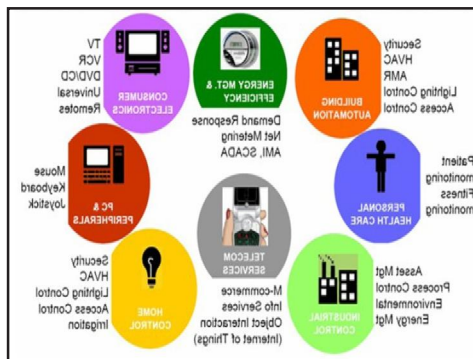 TV
VCR
DVD/CD
Universal
Remotes
CONSUMER
ELECTRONICS
ENERGY MGT. &
EFFICIENCY
Demand Response
Net Metering
AMI, SCADA
BUILDING
AUTOMATION
Security
HVAC
AMR
Lighting Control
Access Control
Mouse
Keyboard
Joystick
PC &
PERIPHERALS
PERSONAL
HEALTH CARE
Patient
monitoring
Fitness
monitoring
Security
HVAC
Lighting Control
Access Control
Irrigation
HOME
CONTROL
TELECOM
SERVICES
M-commerce
Info Services
Object Interaction
(Internet of Things)
INDUSTRIAL
CONTROL
Asset Mgt
Process Control
Environmental
Energy Mgt